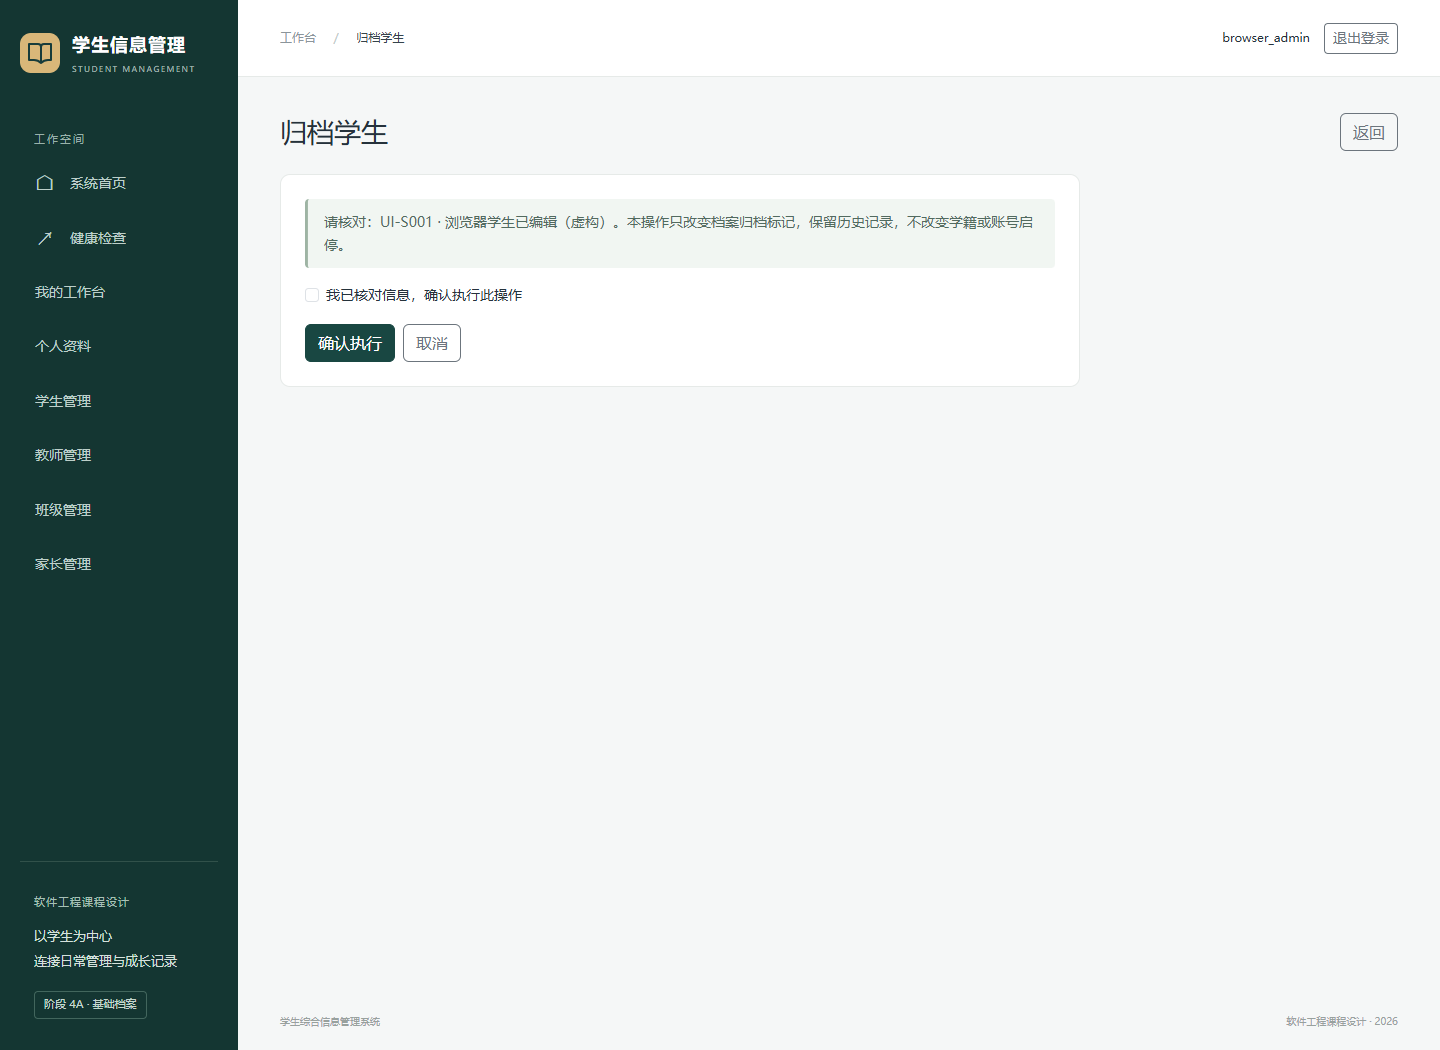 学生信息管理
STUDENT MANAGEMENT
工作空间
系统首页
健康检查
我的工作台
个人资料
学生管理
教师管理
班级管理
家长管理
软件工程课程设计
以学生为中心
连接日常管理与成长记录
阶段 4A · 基础档案
工作台 / 归档学生
browser_admin
退出登录
归档学生
返回
请核对：UI-S001 · 浏览器学生已编辑（虚构）。本操作只改变档案归档标记，保留历史记录，不改变学籍或账号启
停。
我已核对信息，确认执行此操作
确认执行
取消
学生综合信息管理系统
软件工程课程设计 · 2026